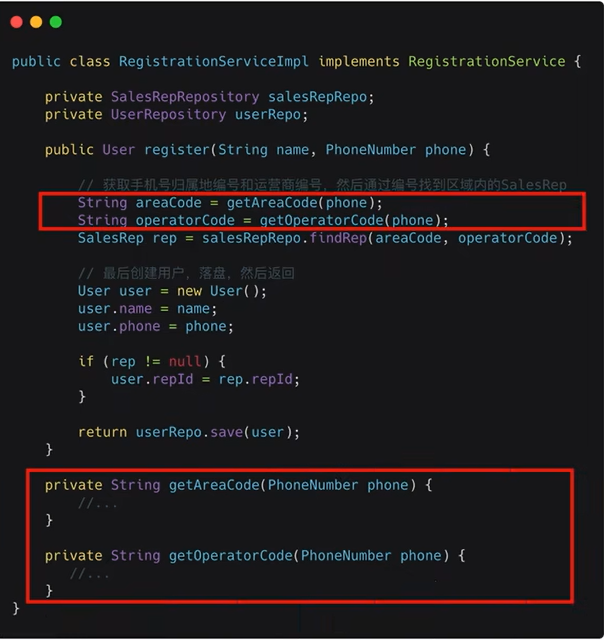 public class RegistrationServiceImpl implements RegistrationService {
private SalesRepRepository salesRepRepo;
private UserRepository userRepo;
public User register(String name, PhoneNumber phone) {
// 获取手机号归属地编号和运营商编号，然后通过编号找到区域内的SalesRep
String areaCode = getAreaCode(phone);
String operatorCode = getOperatorCode(phone);
SalesRep rep = salesRepRepo.findRep(areaCode, operatorCode);
// 最后创建用户，落盘，然后返回
User user = new User();
user.name = name;
user.phone = phone;
if (rep != null) {
user.repId = rep.repId;
}
return userRepo.save(user);
}
private String getAreaCode(PhoneNumber phone) {
//...
}
private String getOperatorCode(PhoneNumber phone) {
//...
}
}